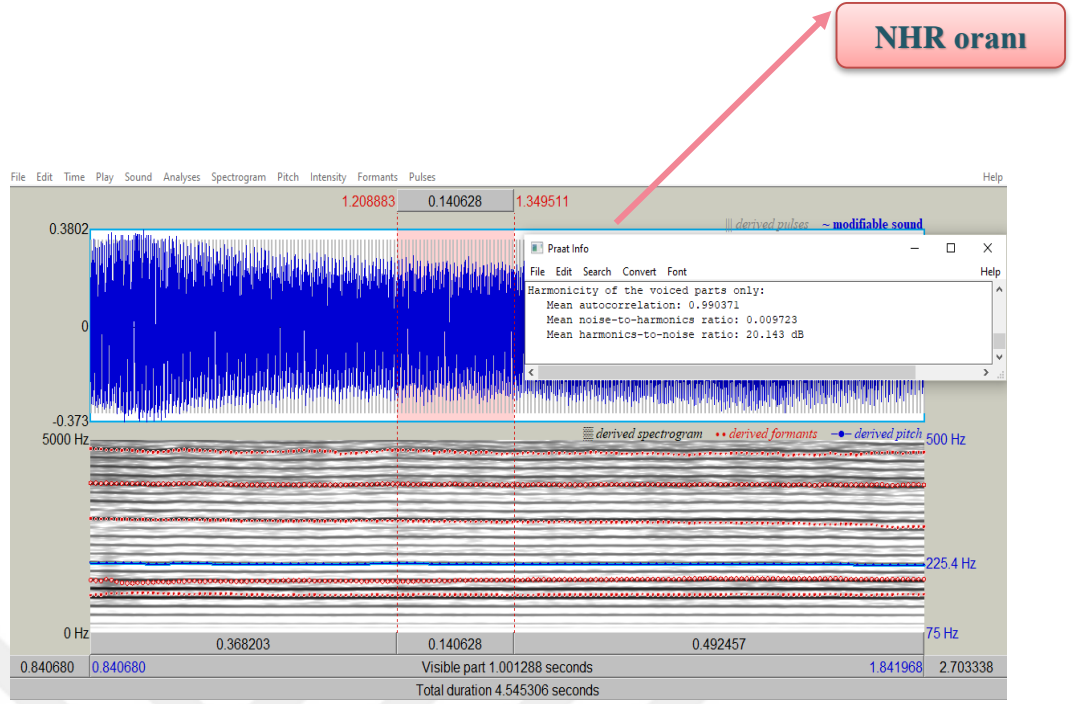 NHR oranı
File Edit Time Play Sound Analyses Spectrogram Pitch Intensity Formants Pulses Help
1.208883 0.140628 1.349511
derived pulses ~ modifiable sound
0.3802
0
-0.373
Praat Info
File Edit Search Convert Font Help
Harmonicity of the voiced parts only:
Mean autocorrelation: 0.990371
Mean noise-to-harmonics ratio: 0.009723
Mean harmonics-to-noise ratio: 20.143 dB
derived spectrogram derived formants derived pitch
5000 Hz 500 Hz
225.4 Hz
0 Hz 75 Hz
0.368203 0.140628 0.492457
0.840680 0.840680 Visible part 1.001288 seconds 1.841968 2.703338
Total duration 4.545306 seconds